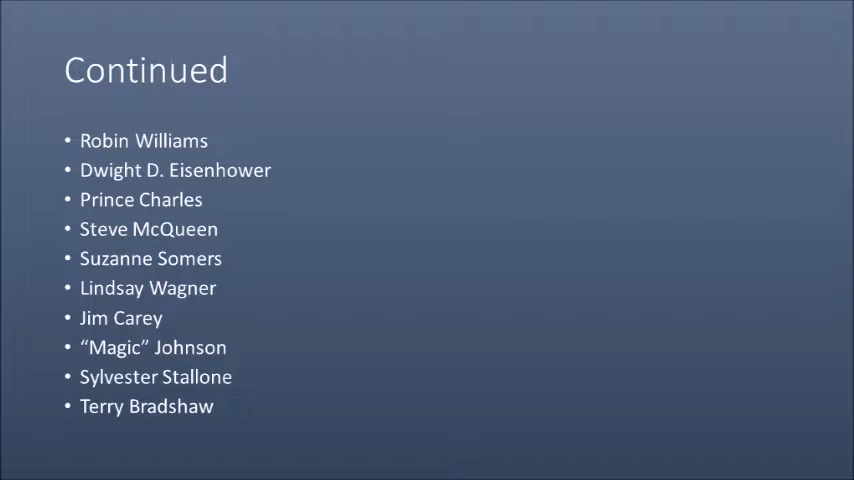 Continued
• Robin Williams
• Dwight D. Eisenhower
• Prince Charles
• Steve McQueen
• Suzanne Somers
• Lindsay Wagner
• Jim Carey
• “Magic” Johnson
• Sylvester Stallone
• Terry Bradshaw